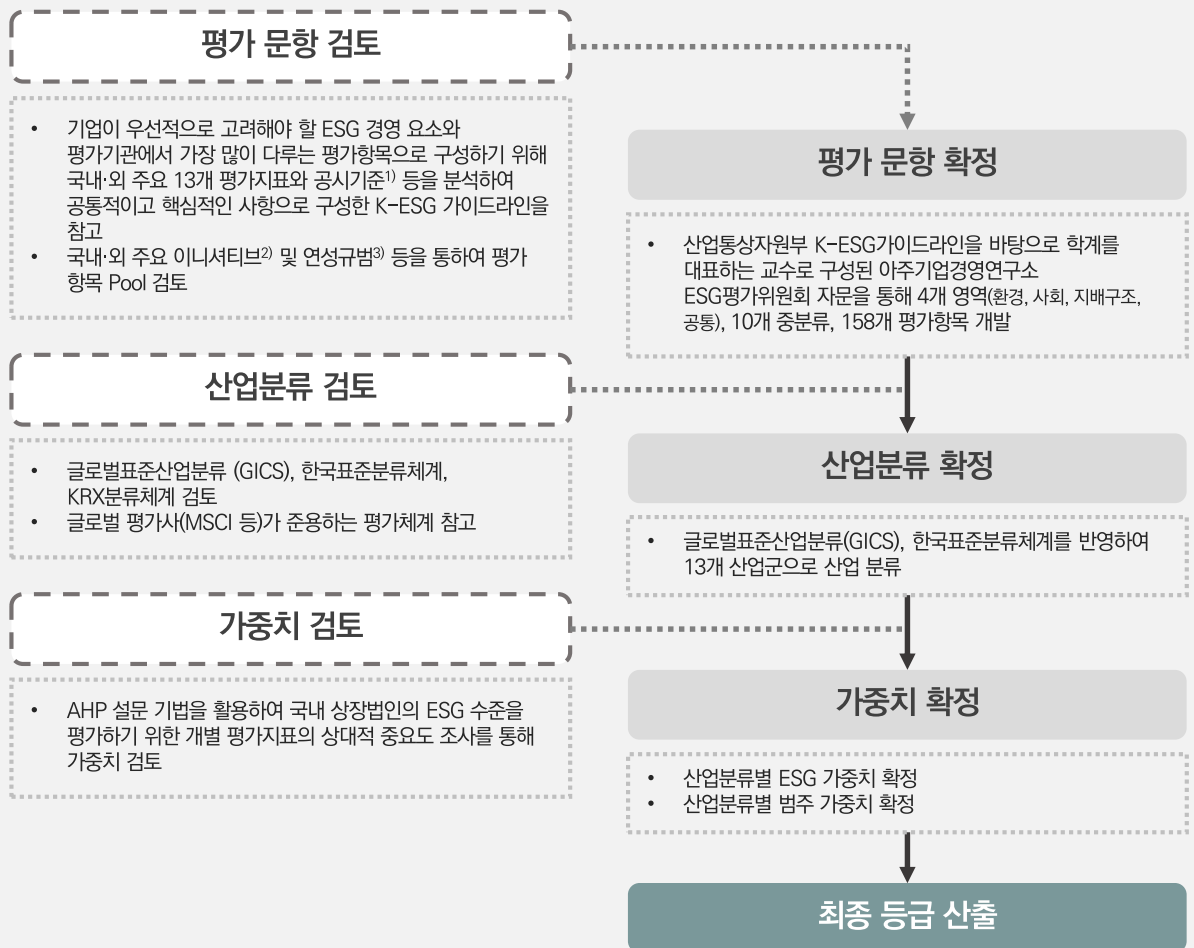 평가 문항 검토
• 기업이 우선적으로 고려해야 할 ESG 경영 요소와
평가기관에서 가장 많이 다루는 평가항목으로 구성하기 위해
국내·외 주요 13개 평가지표와 공시기준1) 등을 분석하여
공통적이고 핵심적인 사항으로 구성한 K-ESG 가이드라인을
참고
• 국내·외 주요 이니셔티브2) 및 연성규범3) 등을 통하여 평가
항목 Pool 검토
평가 문항 확정
• 산업통상자원부 K-ESG가이드라인을 바탕으로 학계를
대표하는 교수로 구성된 아주기업경영연구소
ESG평가위원회 자문을 통해 4개 영역(환경, 사회, 지배구조,
공통), 10개 중분류, 158개 평가항목 개발
산업분류 검토
• 글로벌표준산업분류 (GICS), 한국표준분류체계,
KRX분류체계 검토
• 글로벌 평가사(MSCI 등)가 준용하는 평가체계 참고
산업분류 확정
• 글로벌표준산업분류(GICS), 한국표준분류체계를 반영하여
13개 산업군으로 산업 분류
가중치 검토
• AHP 설문 기법을 활용하여 국내 상장법인의 ESG 수준을
평가하기 위한 개별 평가지표의 상대적 중요도 조사를 통해
가중치 검토
가중치 확정
• 산업분류별 ESG 가중치 확정
• 산업분류별 범주 가중치 확정
최종 등급 산출